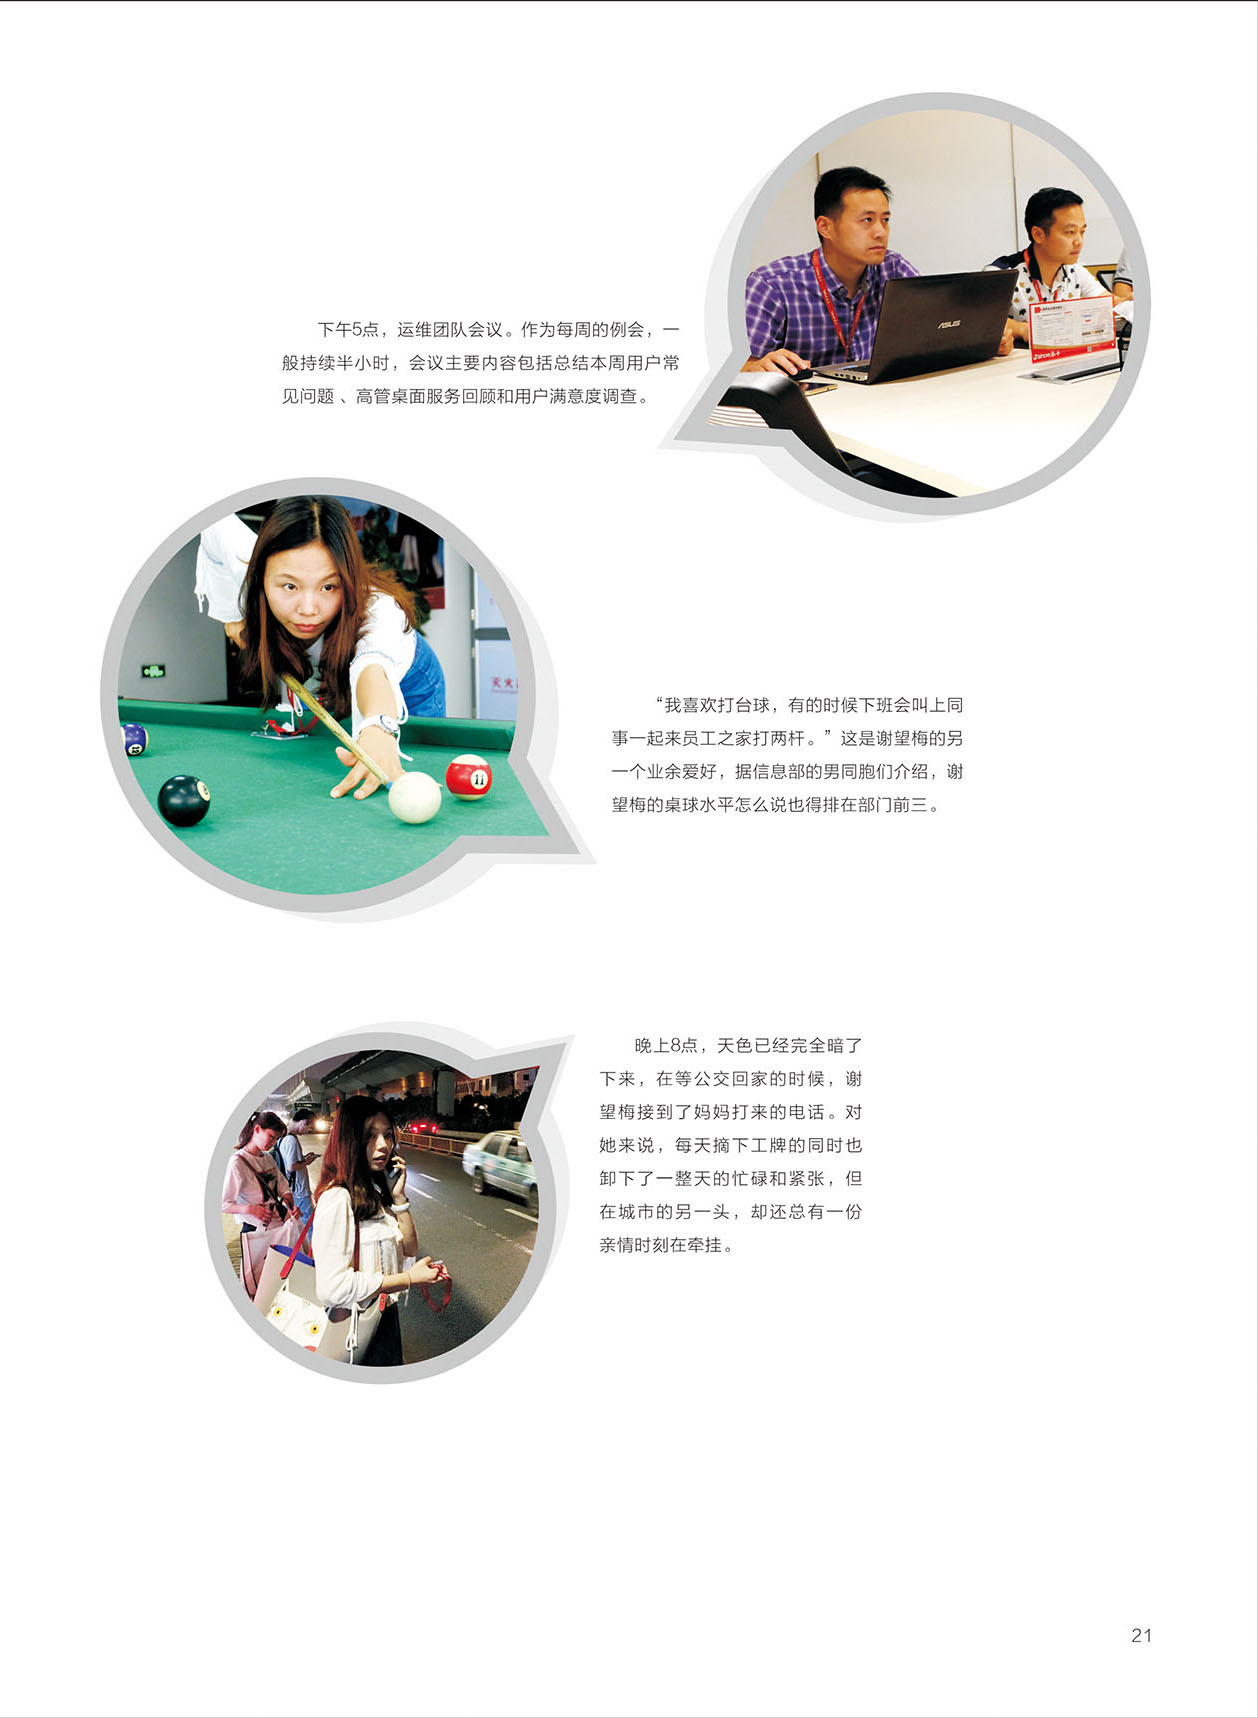 下午5点，运维团队会议。作为每周的例会，一
般持续半小时，会议主要内容包括总结本周用户常
见问题 、高管桌面服务回顾和用户满意度调查。
ASUS
“我喜欢打台球，有的时候下班会叫上同
事一起来员工之家打两杆。”这是谢望梅的另
一个业余爱好，据信息部的男同胞们介绍，谢
望梅的桌球水平怎么说也得排在部门前三。
11
晚上8点，天色已经完全暗了
下来，在等公交回家的时候，谢
望梅接到了妈妈打来的电话。对
她来说，每天摘下工牌的同时也
卸下了一整天的忙碌和紧张，但
在城市的另一头，却还总有一份
亲情时刻在牵挂。
21